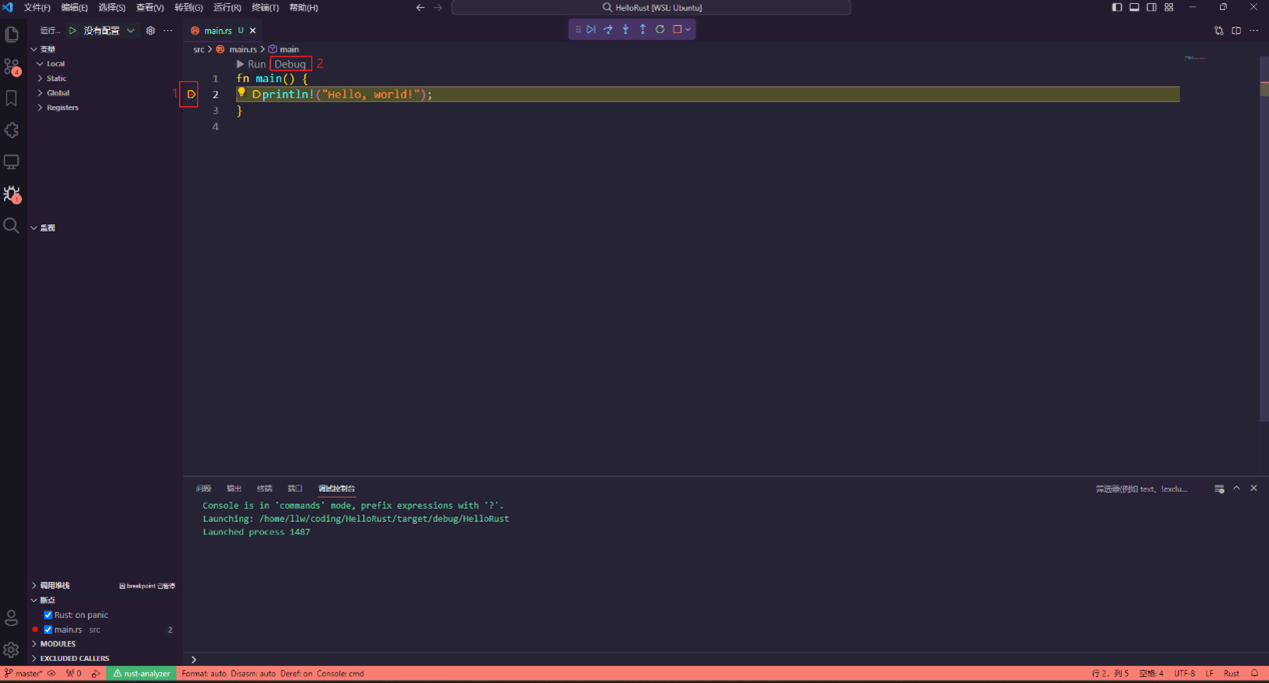 文件(F) 编辑(E) 选择(S) 查看(V) 转到(G) 运行(R) 终端(T) 帮助(H)
HelloRust [WSL: Ubuntu]
运行... 没有配置
main.rs U
变量
Local
Static
Global
Registers
监视
src > main.rs > main
Run Debug 2
1 fn main() {
1 2 println!("Hello, world!");
3 }
4
问题 输出 终端 端口 调试控制台
筛选器(例如 text、!exclu...
Console is in 'commands' mode, prefix expressions with '?'.
Launching: /home/llw/coding/HelloRust/target/debug/HelloRust
Launched process 1487
调用堆栈 因 breakpoint 已暂停
断点
Rust: on panic
main.rs src 2
MODULES
EXCLUDED CALLERS
>
master* 0 rust-analyzer Format: auto Disasm: auto Deref: on Console: cmd
行 2，列 5 空格: 4 UTF-8 LF Rust